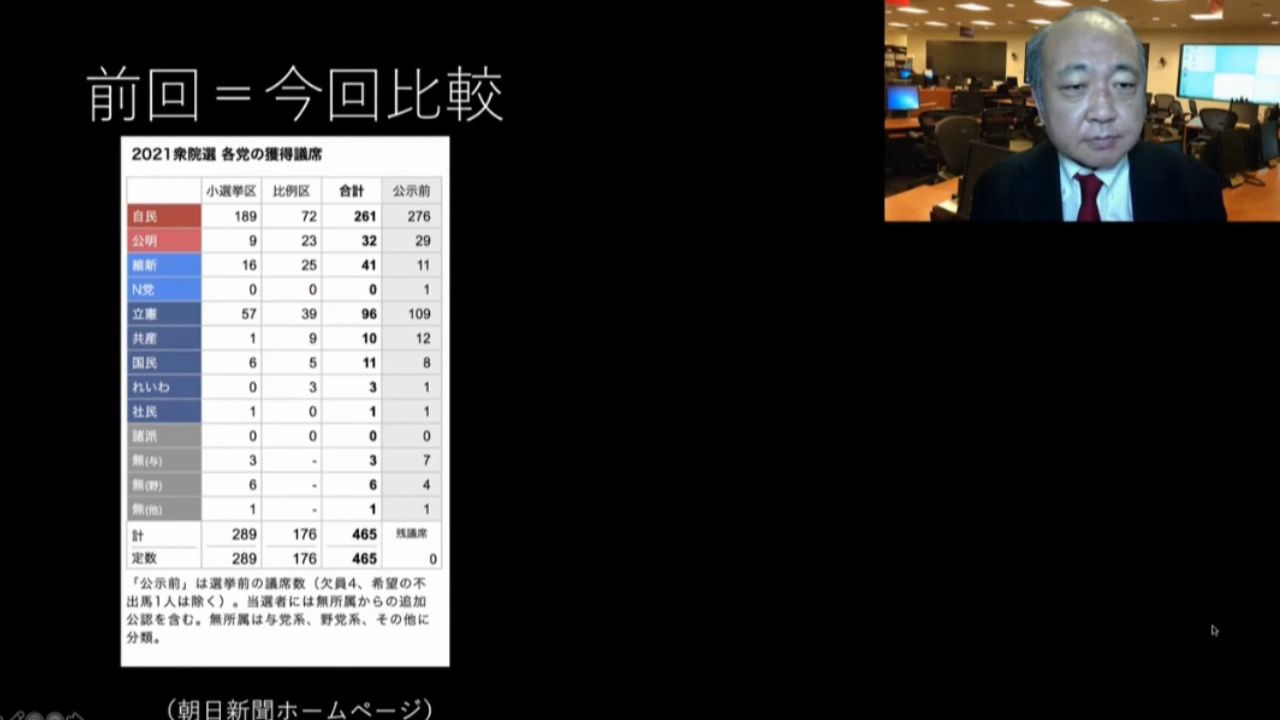 前回＝今回比較
2021衆院選 各党の獲得議席
小選挙区 比例区 合計 公示前
自民 189 72 261 276
公明 9 23 32 29
維新 16 25 41 11
N党 0 0 0 1
立憲 57 39 96 109
共産 1 9 10 12
国民 6 5 11 8
れいわ 0 3 3 1
社民 1 0 1 1
諸派 0 0 0 0
無(与) 3 - 3 7
無(野) 6 - 6 4
無(他) 1 - 1 1
計 289 176 465 残議席
定数 289 176 465 0
「公示前」は選挙前の議席数（欠員4、希望の不
出馬1人は除く）。当選者には無所属からの追加
公認を含む。無所属は与党系、野党系、その他に
分類。
（朝日新聞ホームページ）